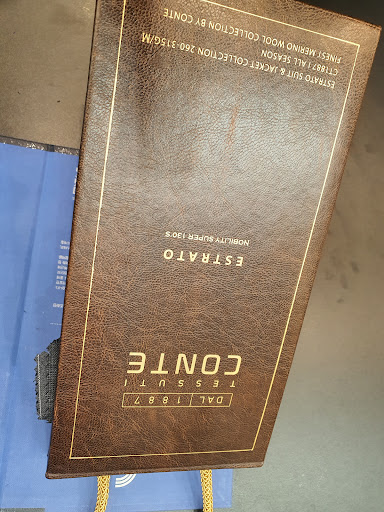 DAL 1887
TESSUTI
CONTE
ESTRATO
NOBILITY SUPER 130'S
ESTRATO SUIT & JACKET COLLECTION 260-315G/M
CT1887 I ALL SEASON
FINEST MERINO WOOL COLLECTION BY CONTE